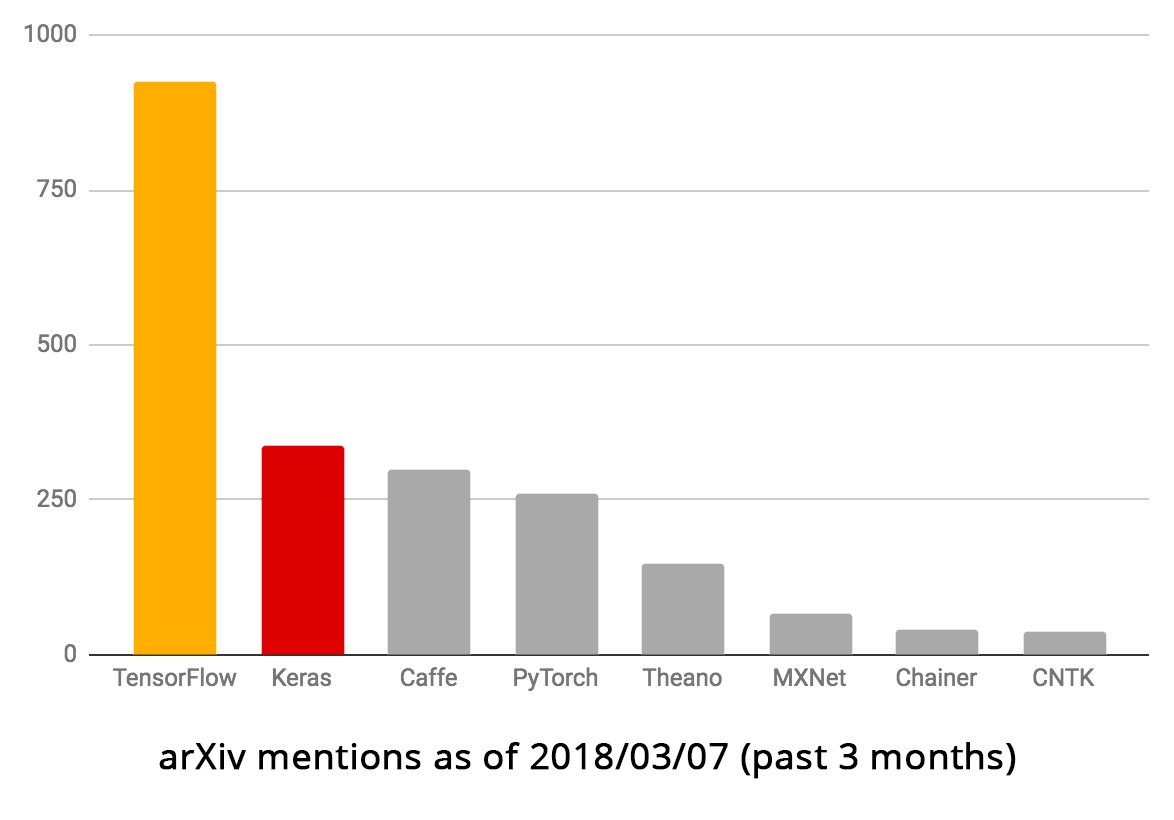 1000
750
500
250
0
TensorFlow Keras Caffe PyTorch Theano MXNet Chainer CNTK
arXiv mentions as of 2018/03/07 (past 3 months)